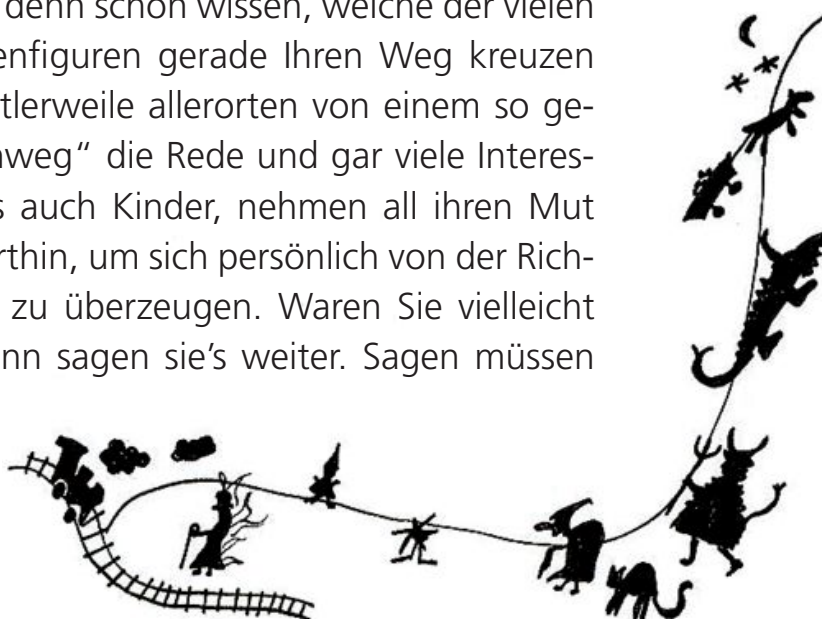 denn schon wissen, welche der vielen
enfiguren gerade Ihren Weg kreuzen
tlerweile allerorten von einem so ge-
weg“ die Rede und gar viele Interes-
s auch Kinder, nehmen all ihren Mut
rthin, um sich persönlich von der Rich-
zu überzeugen. Waren Sie vielleicht
nn sagen sie’s weiter. Sagen müssen